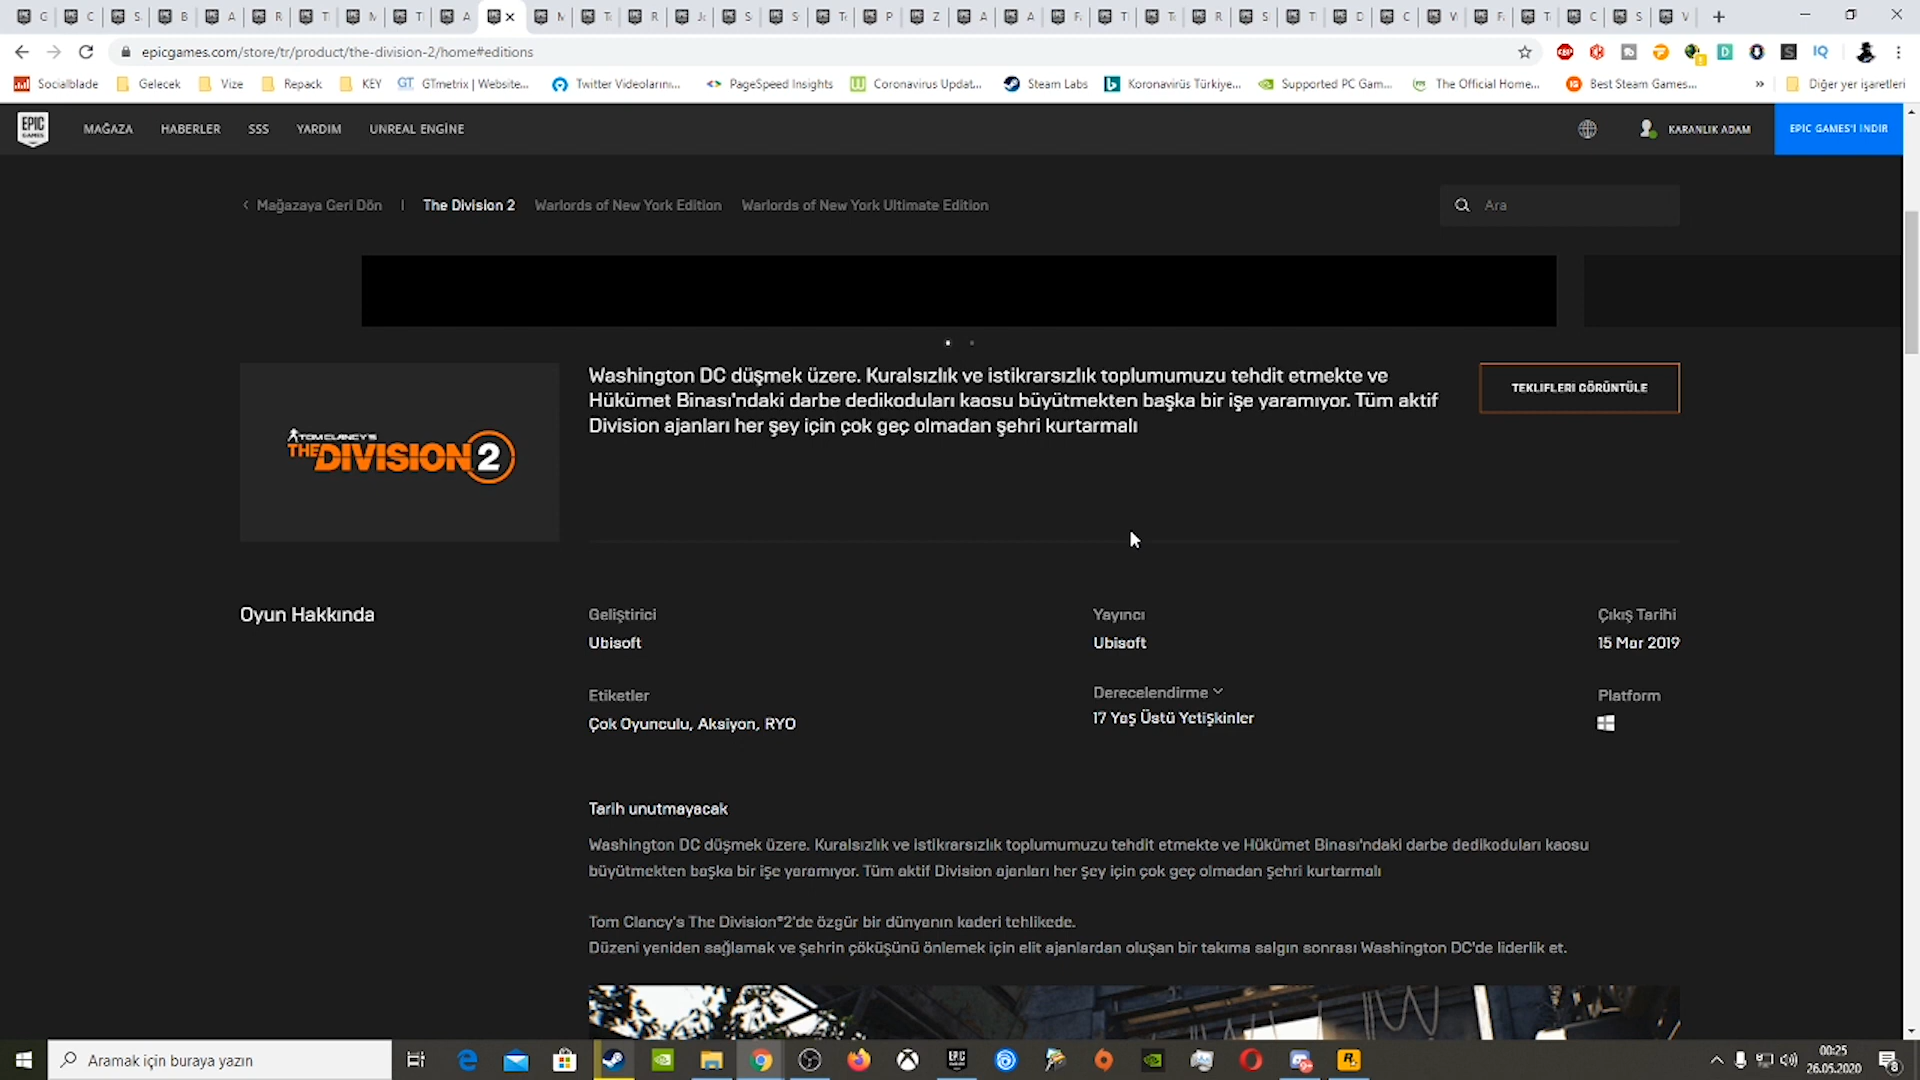 epicgames.com/store/tr/product/the-division-2/home#editions
Socialblade
Gelecek
Vize
Repack
KEY
GT GTmetrix | Website...
Twitter Videolarını...
PageSpeed Insights
Coronavirus Updat...
Steam Labs
Koronavirüs Türkiye...
Supported PC Gam...
The Official Home...
Best Steam Games...
»
Diğer yer işaretleri
EPIC GAMES
MAĞAZA
HABERLER
SSS
YARDIM
UNREAL ENGİNE
KARANLIK ADAM
EPIC GAMES'İ İNDİR
Mağazaya Geri Dön
The Division 2
Warlords of New York Edition
Warlords of New York Ultimate Edition
Ara
TOM CLANCY'S
THE DIVISION 2
Washington DC düşmek üzere. Kuralsızlık ve istikrarsızlık toplumumuzu tehdit etmekte ve
Hükümet Binası'ndaki darbe dedikoduları kaosu büyütmekten başka bir işe yaramıyor. Tüm aktif
Division ajanları her şey için çok geç olmadan şehri kurtarmalı
TEKLIFLERI GÖRÜNTÜLE
Oyun Hakkında
Geliştirici
Ubisoft
Yayıncı
Ubisoft
Çıkış Tarihi
15 Mar 2019
Etiketler
Çok Oyunculu, Aksiyon, RYO
Derecelendirme
17 Yaş Üstü Yetişkinler
Platform
Tarih unutmayacak
Washington DC düşmek üzere. Kuralsızlık ve istikrarsızlık toplumumuzu tehdit etmekte ve Hükümet Binası'ndaki darbe dedikoduları kaosu
büyütmekten başka bir işe yaramıyor. Tüm aktif Division ajanları her şey için çok geç olmadan şehri kurtarmalı
Tom Clancy's The Division®2'de özgür bir dünyanın kaderi tehlikede.
Düzeni yeniden sağlamak ve şehrin çöküşünü önlemek için elit ajanlardan oluşan bir takıma salgın sonrası Washington DC'de liderlik et.
Aramak için buraya yazın
00:25
26.05.2020
8